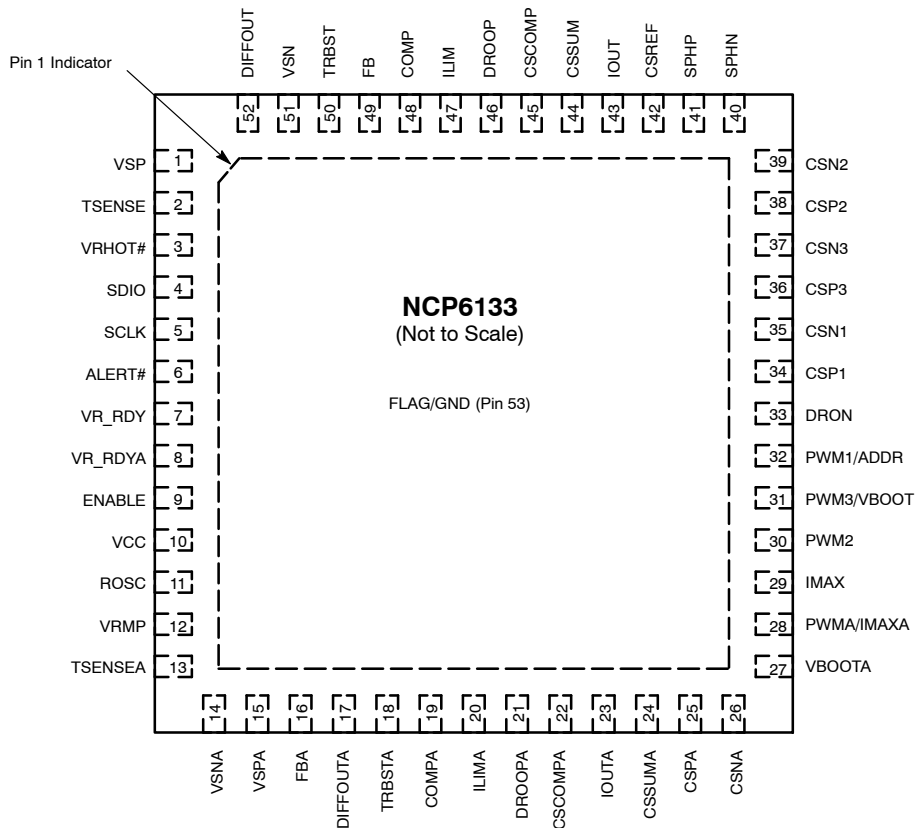 Pin 1 Indicator
DIFFOUT
VSN
TRBST
FB
COMP
ILIM
DROOP
CSCOMP
CSSUM
IOUT
CSREF
SPHP
SPHN
52
51
50
49
48
47
46
45
44
43
42
41
40
VSP 1
TSENSE 2
VRHOT# 3
SDIO 4
SCLK 5
ALERT# 6
VR_RDY 7
VR_RDYA 8
ENABLE 9
VCC 10
ROSC 11
VRMP 12
TSENSEA 13
NCP6133
(Not to Scale)
FLAG/GND (Pin 53)
39 CSN2
38 CSP2
37 CSN3
36 CSP3
35 CSN1
34 CSP1
33 DRON
32 PWM1/ADDR
31 PWM3/VBOOT
30 PWM2
29 IMAX
28 PWMA/IMAXA
27 VBOOTA
14
15
16
17
18
19
20
21
22
23
24
25
26
VSNA
VSPA
FBA
DIFFOUTA
TRBSTA
COMPA
ILIMA
DROOPA
CSCOMPA
IOUTA
CSSUMA
CSPA
CSNA